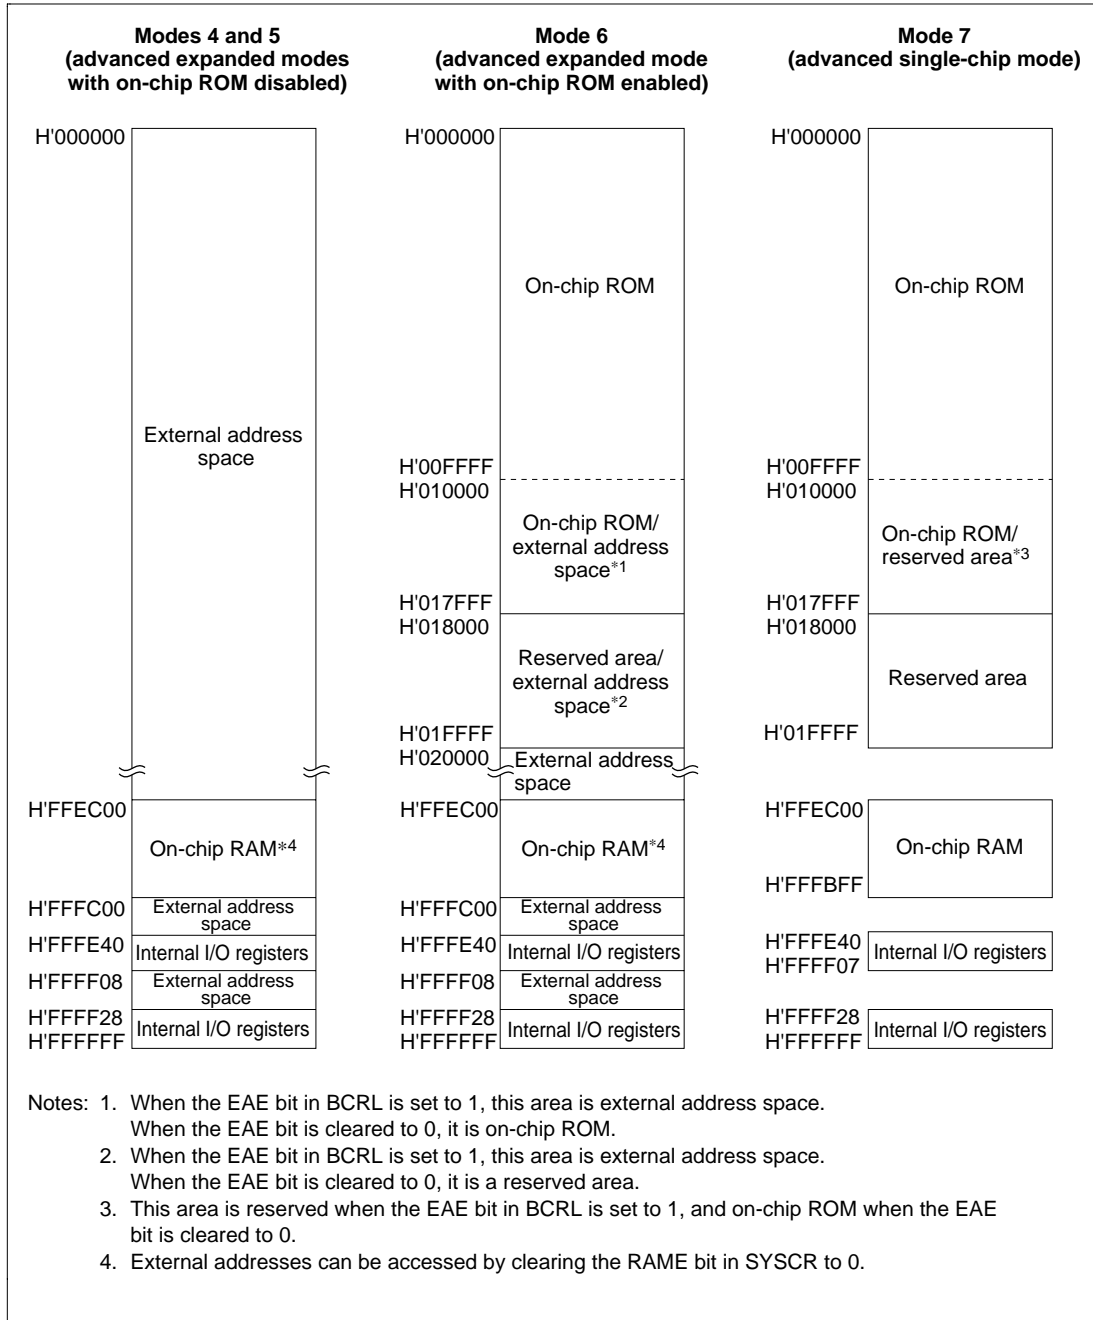 Modes 4 and 5
(advanced expanded modes
with on-chip ROM disabled)
H'000000
External address
space
H'FFEC00
On-chip RAM*4
H'FFFC00
External address
space
H'FFFE40
Internal I/O registers
H'FFFF08
External address
space
H'FFFF28
Internal I/O registers
H'FFFFFF
Mode 6
(advanced expanded mode
with on-chip ROM enabled)
H'000000
On-chip ROM
H'00FFFF
H'010000
On-chip ROM/
external address
space*1
H'017FFF
H'018000
Reserved area/
external address
space*2
H'01FFFF
H'020000
External address
space
H'FFEC00
On-chip RAM*4
H'FFFC00
External address
space
H'FFFE40
Internal I/O registers
H'FFFF08
External address
space
H'FFFF28
Internal I/O registers
H'FFFFFF
Mode 7
(advanced single-chip mode)
H'000000
On-chip ROM
H'00FFFF
H'010000
On-chip ROM/
reserved area*3
H'017FFF
H'018000
Reserved area
H'01FFFF
H'FFEC00
On-chip RAM
H'FFFBFF
H'FFFE40
Internal I/O registers
H'FFFF07
H'FFFF28
Internal I/O registers
H'FFFFFF
Notes: 1. When the EAE bit in BCRL is set to 1, this area is external address space.
When the EAE bit is cleared to 0, it is on-chip ROM.
2. When the EAE bit in BCRL is set to 1, this area is external address space.
When the EAE bit is cleared to 0, it is a reserved area.
3. This area is reserved when the EAE bit in BCRL is set to 1, and on-chip ROM when the EAE
bit is cleared to 0.
4. External addresses can be accessed by clearing the RAME bit in SYSCR to 0.